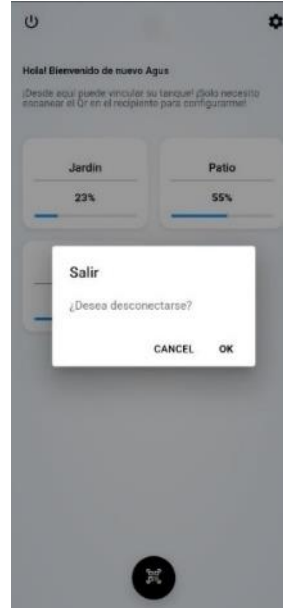 Hola! Bienvenido de nuevo Agus
¡Desde aquí puede vincular su tanque! ¡Solo necesito
escanear el Qr en el recipiente para configurarme!
Jardin
Patio
23%
55%
Salir
¿Desea desconectarse?
CANCEL
OK